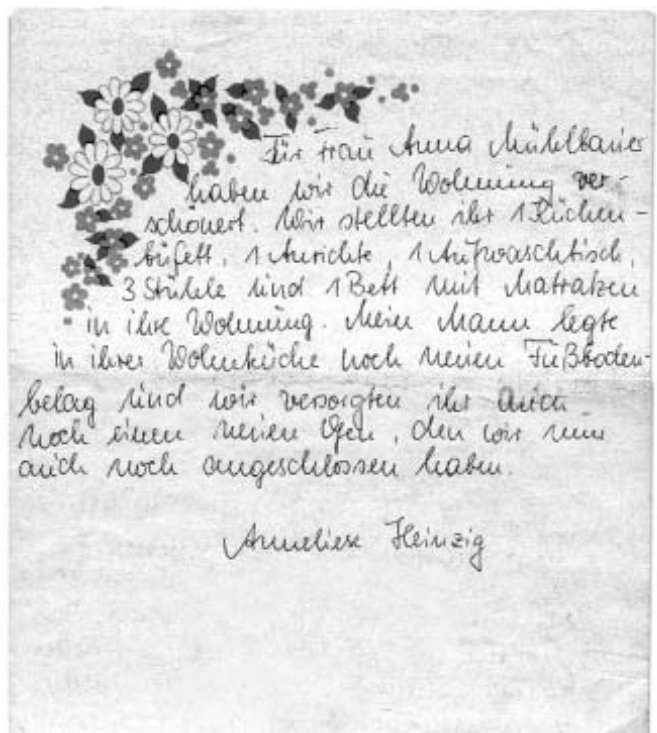 Für Frau Anna Mühlbauer
haben wir die Wohnung ver-
schönert. Wir stellten ihr 1 Küchen-
büfett, 1 Anrichte, 1 Aufwaschtisch,
3 Stühle und 1 Bett mit Matratzen
in ihre Wohnung. Mein Mann legte
in ihrer Wohnküche noch neuen Fußboden-
belag und wir versorgten ihr auch
noch einen neuen Ofen, den wir nun
auch noch angeschlossen haben.
Anneliese Heinzig